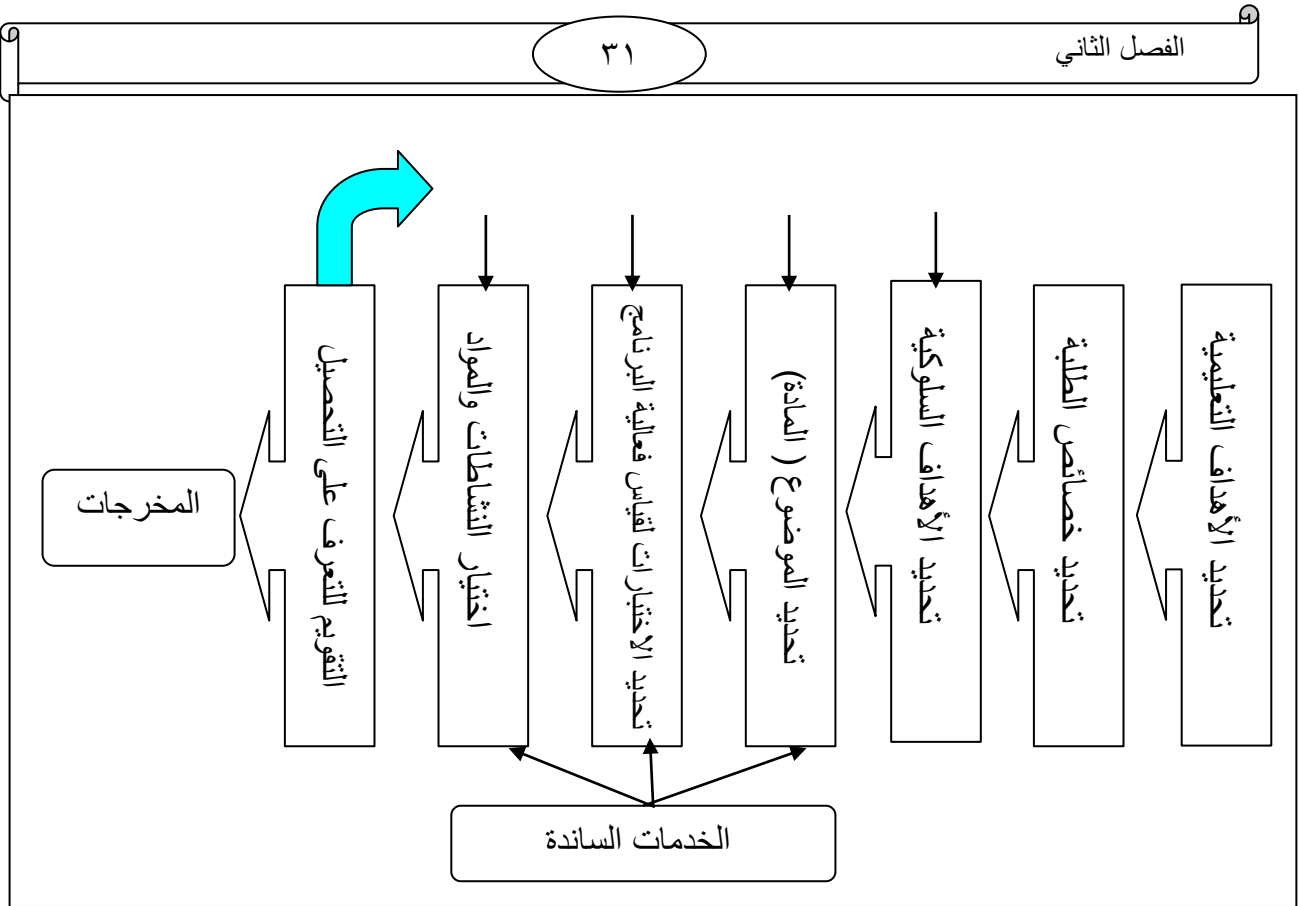 الفصل الثاني
٣١
تحديد الأهداف التعليمية
تحديد خصائص الطلبة
تحديد الأهداف السلوكية
تحديد الموضوع ( المادة)
تحديد الاختبارات لقياس فعالية البرنامج
اختيار النشاطات والمواد
التقويم للتعرف على التحصيل
المخرجات
الخدمات الساندة